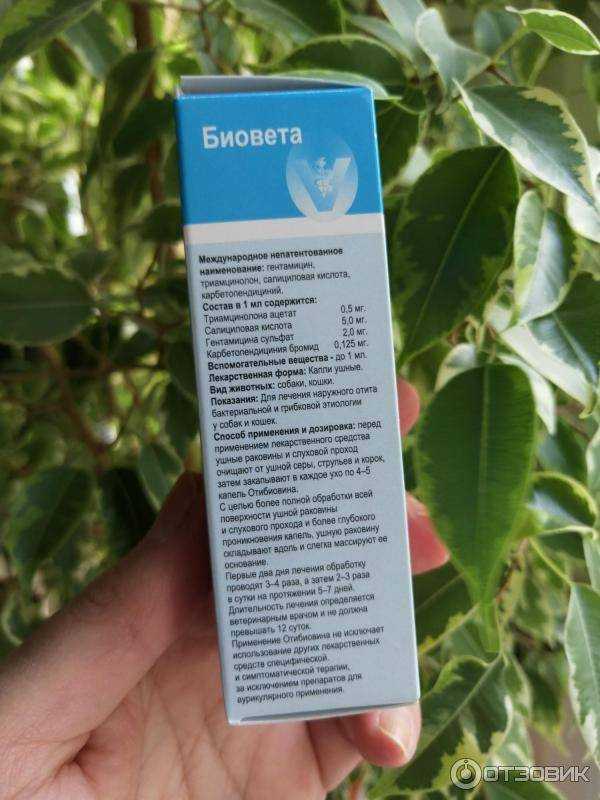 Биовета
Международное непатентованное
наименование: гентамицин,
триамцинолон, салициловая кислота,
карбетопендициний.
Состав в 1 мл содержится:
Триамцинолона ацетат 0,5 мг.
Салициловая кислота 5,0 мг.
Гентамицина сульфат 2,0 мг.
Карбетопендициниия бромид 0,125 мг.
Вспомогательные вещества - до 1 мл.
Лекарственная форма: Капли ушные.
Вид животных: собаки, кошки.
Показания: Для лечения наружного отита
бактериальной и грибковой этиологии
у собак и кошек.
Способ применения и дозировка: перед
применением лекарственного средства
ушные раковины и слуховой проход
очищают от ушной серы, струпьев и корок,
затем закапывают в каждое ухо по 4–5
капель Отибиовина.
С целью более полной обработки всей
поверхности ушной раковины
и слухового прохода и более глубокого
проникновения капель, ушную раковину
складывают вдоль и слегка массируют ее
основание.
Первые два дня лечения обработку
проводят 3–4 раза, а затем 2–3 раза
в сутки на протяжении 5–7 дней.
Длительность лечения определяется
ветеринарным врачом и не должна
превышать 12 суток.
Применение Отибиовина не исключает
использование других лекарственных
средств специфической
и симптоматической терапии,
за исключением препаратов для
аурикулярного применения.
ОТЗОВИК